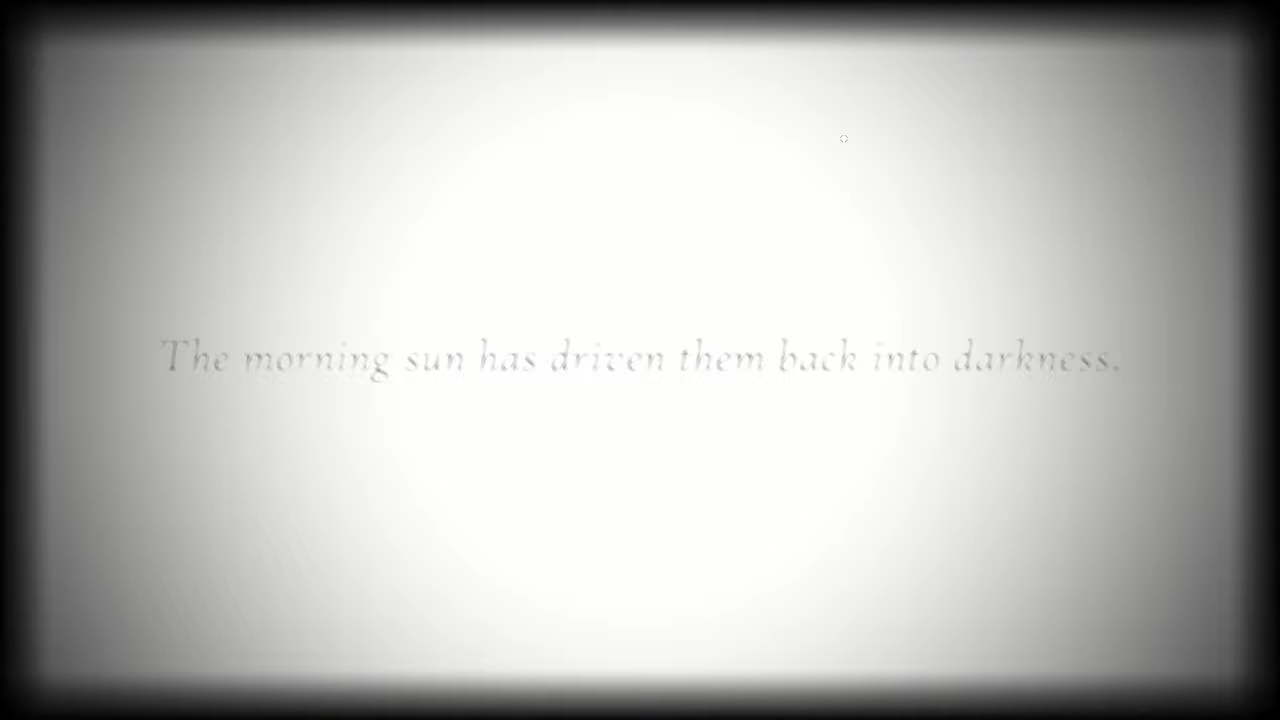 The morning sun has driven them back into darkness.